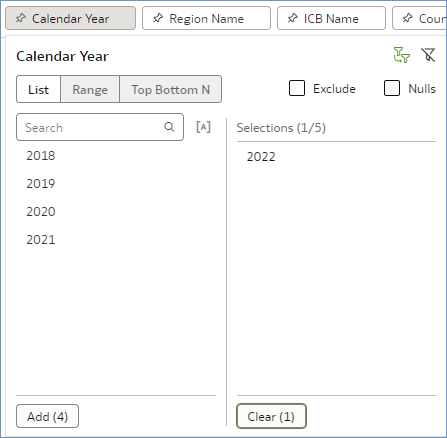 Calendar Year Region Name ICB Name
Calendar Year
List Range Top Bottom N Exclude Nulls
Search [A] Selections (1/5)
2018 2022
2019
2020
2021
Add (4) Clear (1)